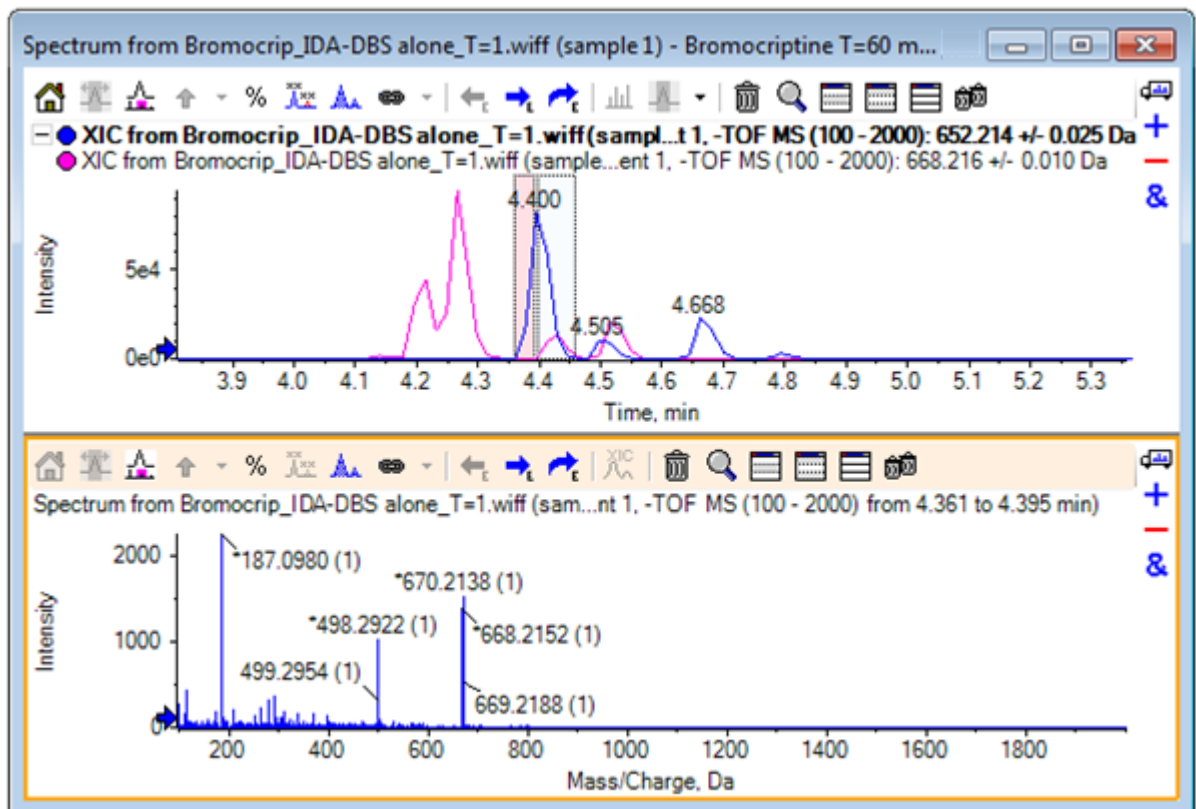 Spectrum from Bromocrip_IDA-DBS alone_T=1.wiff (sample 1) - Bromocriptine T=60 m...
%
XIC from Bromocrip_IDA-DBS alone_T=1.wiff (sampl...t 1, -TOF MS (100 - 2000): 652.214 +/- 0.025 Da
XIC from Bromocrip_IDA-DBS alone_T=1.wiff (sample...ent 1, -TOF MS (100 - 2000): 668.216 +/- 0.010 Da
&
4.400
4.505
4.668
Intensity
5e4
0e0
3.9 4.0 4.1 4.2 4.3 4.4 4.5 4.6 4.7 4.8 4.9 5.0 5.1 5.2 5.3
Time, min
% XIC
Spectrum from Bromocrip_IDA-DBS alone_T=1.wiff (sam...nt 1, -TOF MS (100 - 2000) from 4.361 to 4.395 min)
&
Intensity
2000
1000
0
*187.0980 (1)
*670.2138 (1)
*498.2922 (1)
*668.2152 (1)
499.2954 (1)
669.2188 (1)
200 400 600 800 1000 1200 1400 1600 1800
Mass/Charge, Da